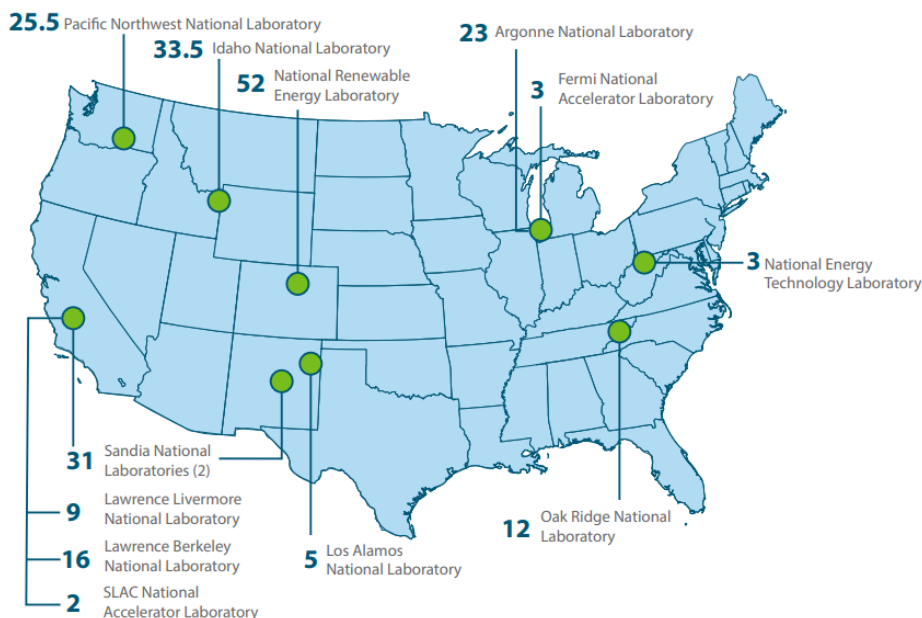 25.5 Pacific Northwest National Laboratory
33.5 Idaho National Laboratory
52 National Renewable
Energy Laboratory
23 Argonne National Laboratory
3 Fermi National
Accelerator Laboratory
3 National Energy
Technology Laboratory
31 Sandia National
Laboratories (2)
9 Lawrence Livermore
National Laboratory
16 Lawrence Berkeley
National Laboratory
2 SLAC National
Accelerator Laboratory
5 Los Alamos
National Laboratory
12 Oak Ridge National
Laboratory